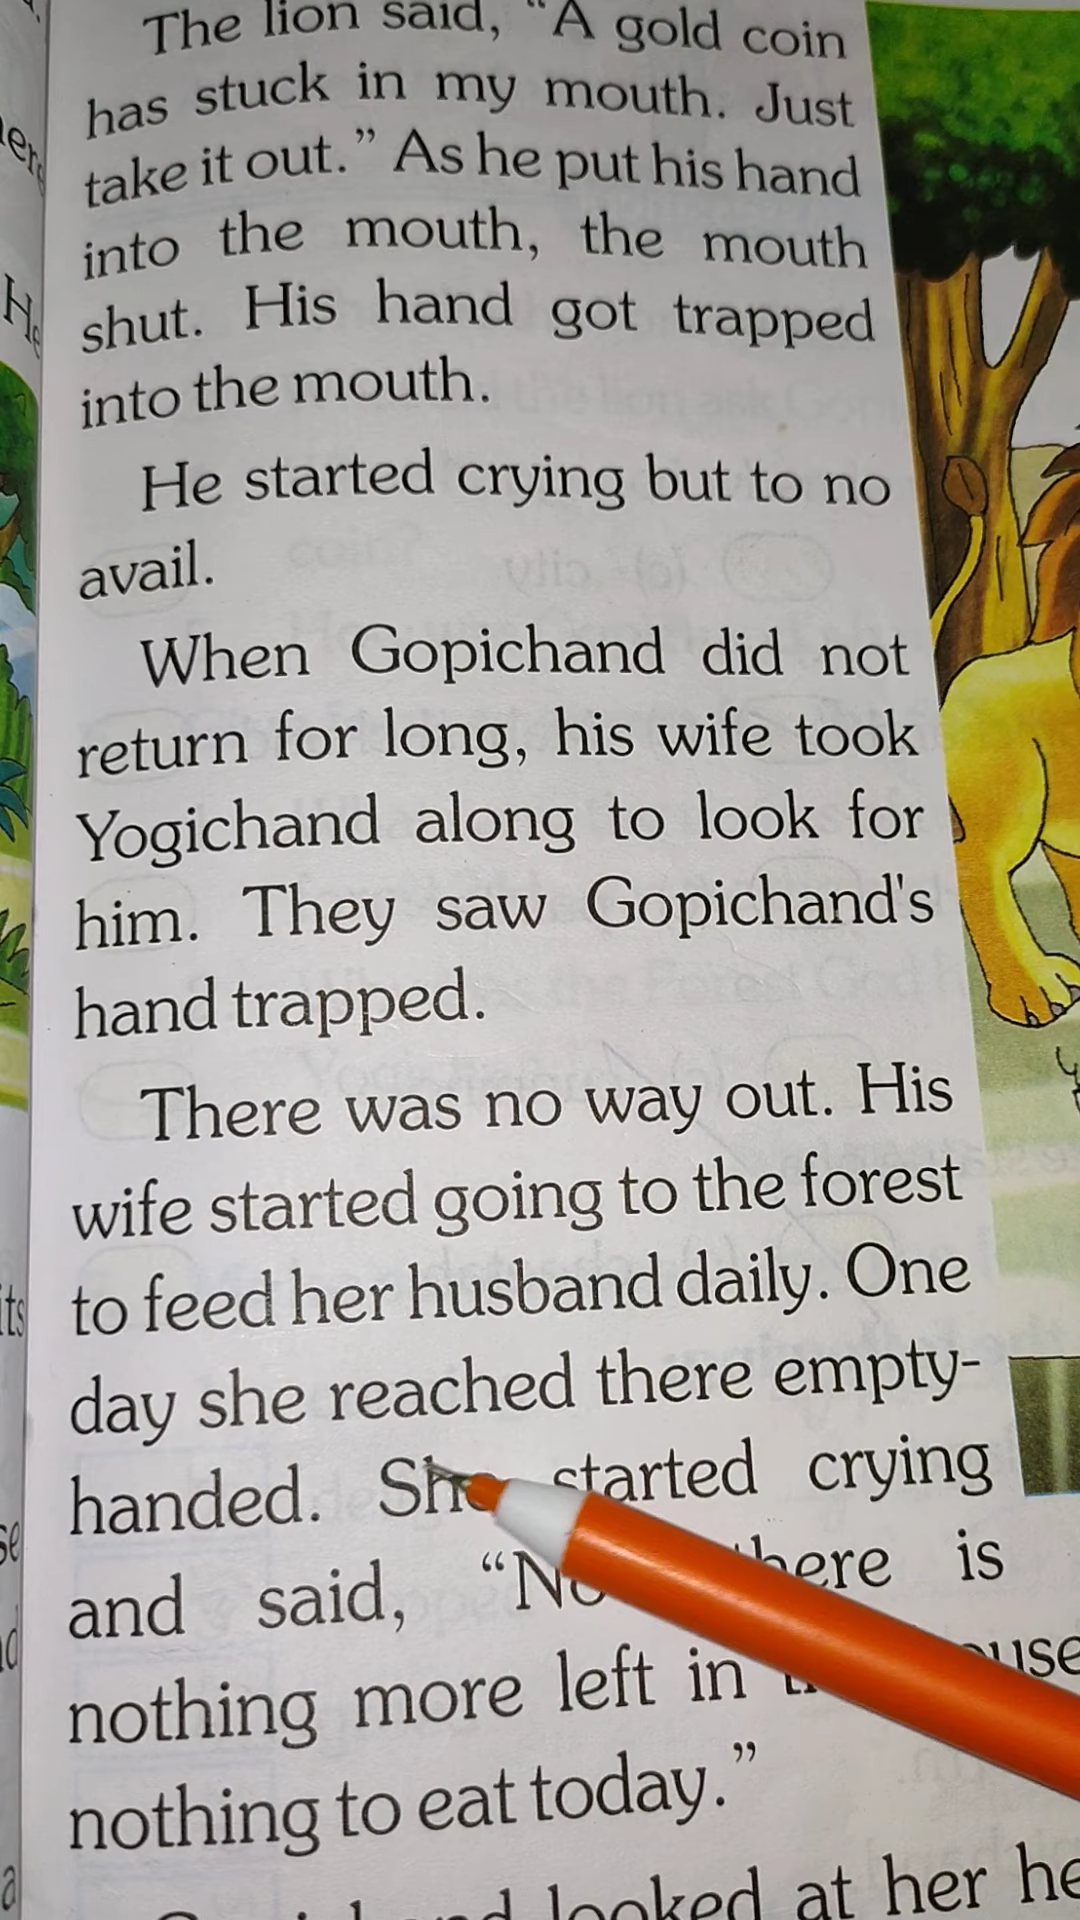 The lion said, “A gold coin
has stuck in my mouth. Just
take it out.” As he put his hand
into the mouth, the mouth
shut. His hand got trapped
into the mouth.
He started crying but to no
avail.
When Gopichand did not
return for long, his wife took
Yogichand along to look for
him. They saw Gopichand's
hand trapped.
There was no way out. His
wife started going to the forest
to feed her husband daily. One
day she reached there empty-
handed. She started crying
and said, “No there is
nothing more left in
nothing to eat today.”
looked at her